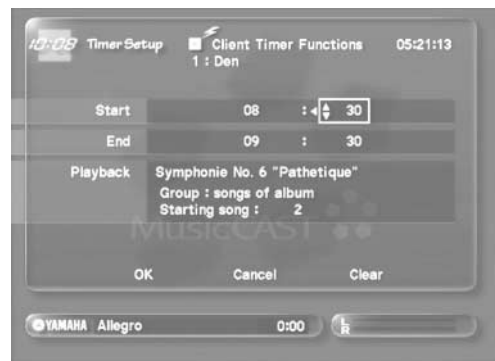 10:08 Timer Setup Client Timer Functions 05:21:13
1 : Den
Start 08 : 30
End 09 : 30
Playback Symphonie No. 6 "Pathetique"
Group : songs of album
Starting song : 2
MusicCAST
OK Cancel Clear
YAMAHA Allegro 0:00 L
R